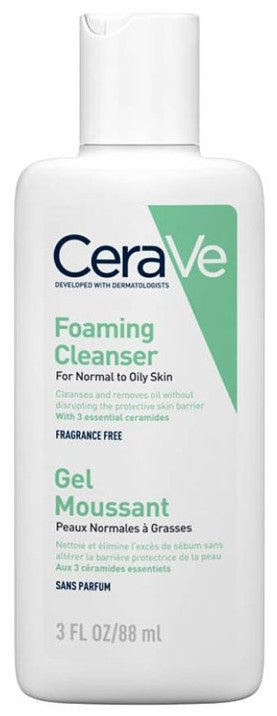 CeraVe
DEVELOPED WITH DERMATOLOGISTS
Foaming
Cleanser
For Normal to Oily Skin
Cleanses and removes oil without
disrupting the protective skin barrier
With 3 essential ceramides
FRAGRANCE FREE
Gel
Moussant
Peaux Normales à Grasses
Nettoie et élimine l'excès de sébum sans
altérer la barrière protectrice de la peau
Aux 3 céramides essentiels
SANS PARFUM
3 FL OZ/88 ml